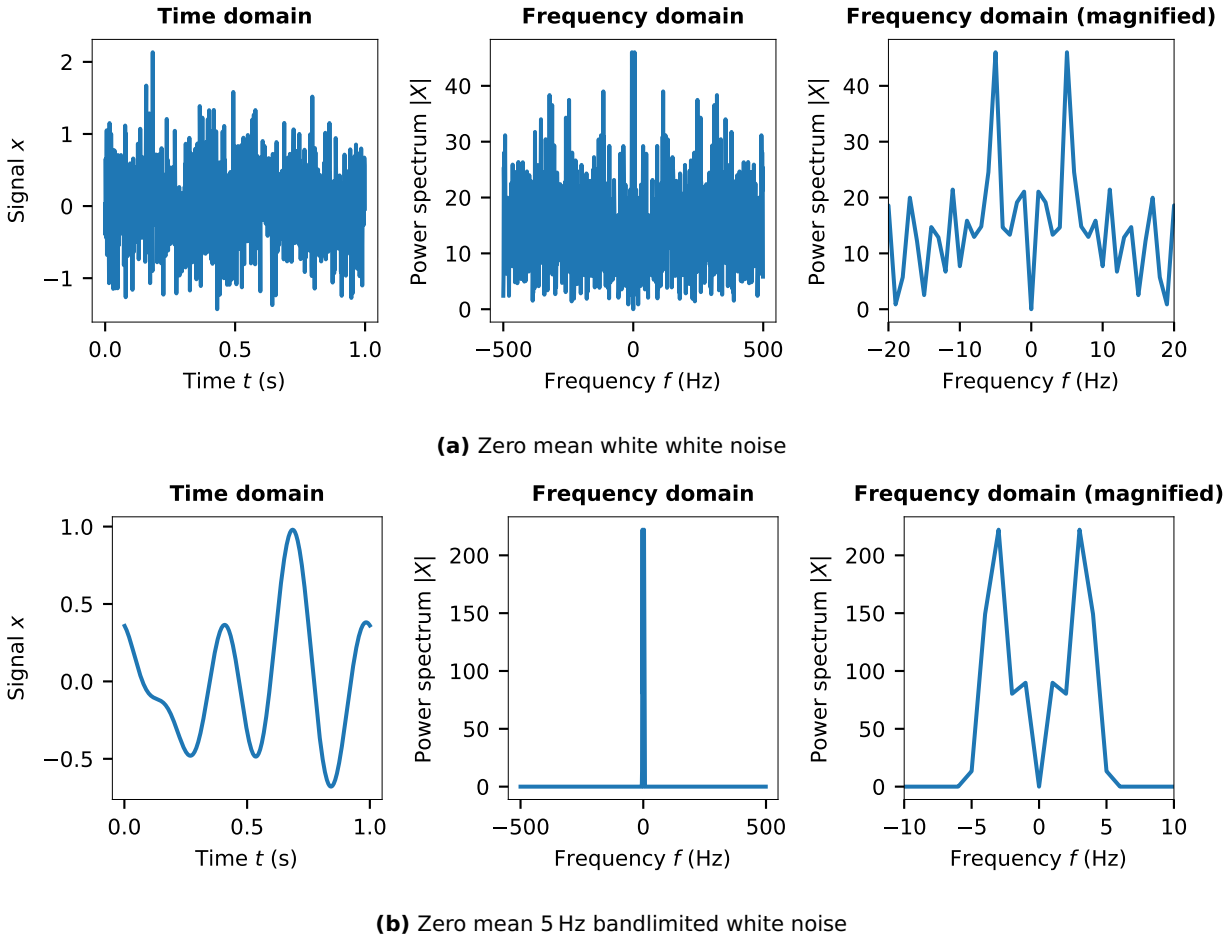 Time domain
Frequency domain
Frequency domain (magnified)
Signal x
2
1
0
−1
0.0
0.5
1.0
Time t (s)
Power spectrum |X|
40
30
20
10
0
−500
0
500
Frequency f (Hz)
Power spectrum |X|
40
30
20
10
0
−20
−10
0
10
20
Frequency f (Hz)
(a) Zero mean white white noise
Time domain
Frequency domain
Frequency domain (magnified)
Signal x
1.0
0.5
0.0
−0.5
0.0
0.5
1.0
Time t (s)
Power spectrum |X|
200
150
100
50
0
−500
0
500
Frequency f (Hz)
Power spectrum |X|
200
150
100
50
0
−10
−5
0
5
10
Frequency f (Hz)
(b) Zero mean 5 Hz bandlimited white noise